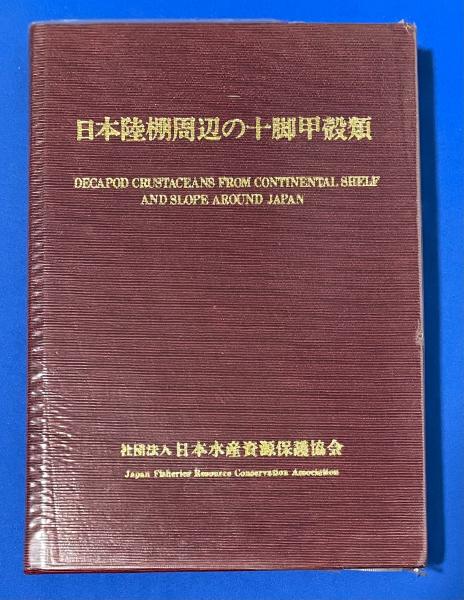 日本陸棚周辺の十脚甲殻類
DECAPOD CRUSTACEANS FROM CONTINENTAL SHELF
AND SLOPE AROUND JAPAN
社団法人 日本水産資源保護協会
Japan Fisheries Resource Conservation Association